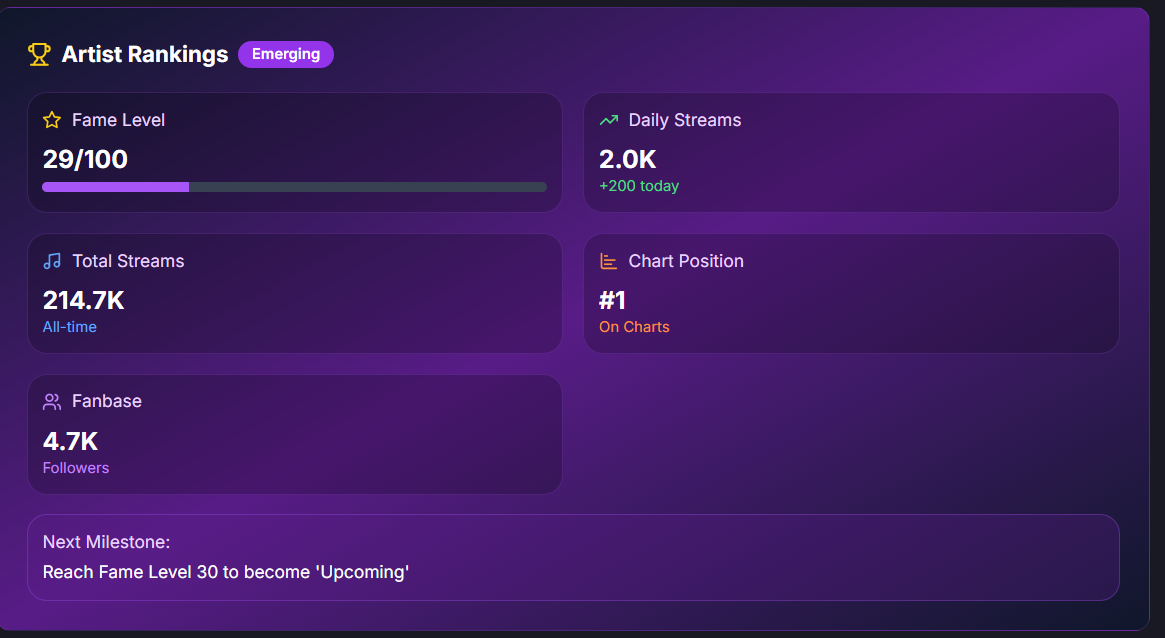 Artist Rankings Emerging
Fame Level
29/100
Daily Streams
2.0K
+200 today
Total Streams
214.7K
All-time
Chart Position
#1
On Charts
Fanbase
4.7K
Followers
Next Milestone:
Reach Fame Level 30 to become 'Upcoming'